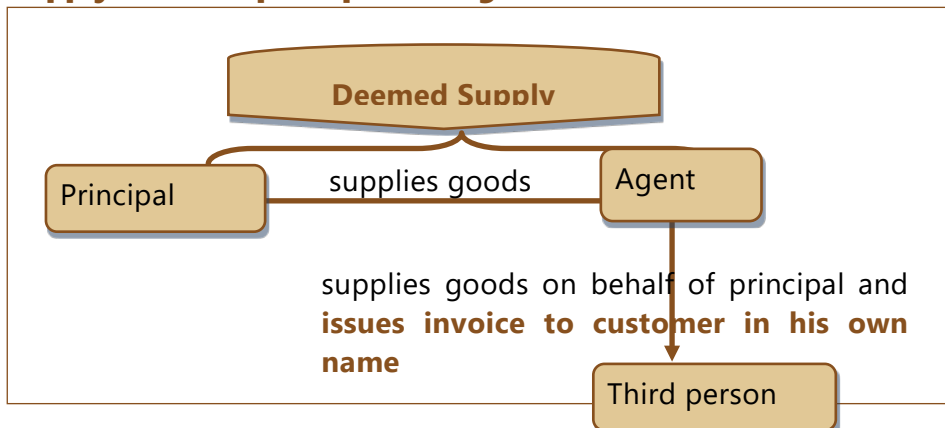 Deemed Supply
Principal
supplies goods
Agent
supplies goods on behalf of principal and
issues invoice to customer in his own
name
Third person